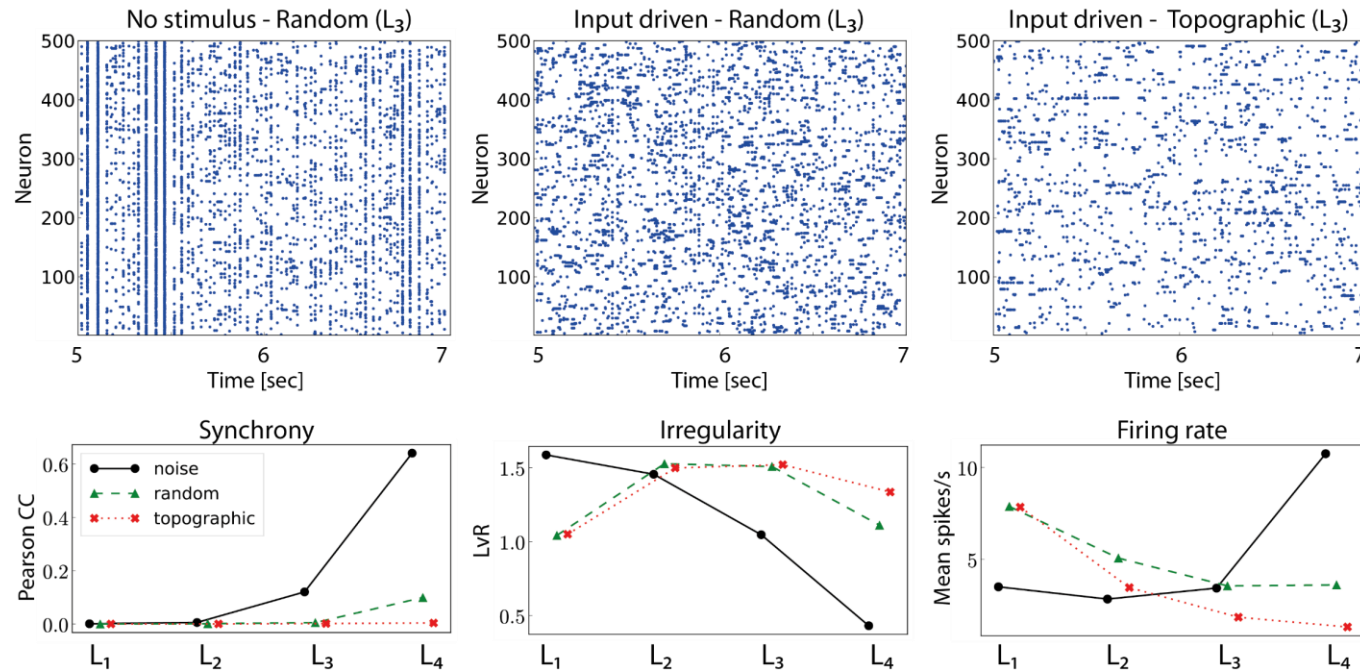 No stimulus - Random (L₃)
Input driven - Random (L₃)
Input driven - Topographic (L₃)
500
400
300
200
100
Neuron
5
6
7
Time [sec]
500
400
300
200
100
Neuron
5
6
7
Time [sec]
500
400
300
200
100
Neuron
5
6
7
Time [sec]
Synchrony
0.6
0.4
0.2
0.0
Pearson CC
noise
random
topographic
L₁ L₂ L₃ L₄
Irregularity
1.5
1.0
0.5
LvR
L₁ L₂ L₃ L₄
Firing rate
10
5
Mean spikes/s
L₁ L₂ L₃ L₄